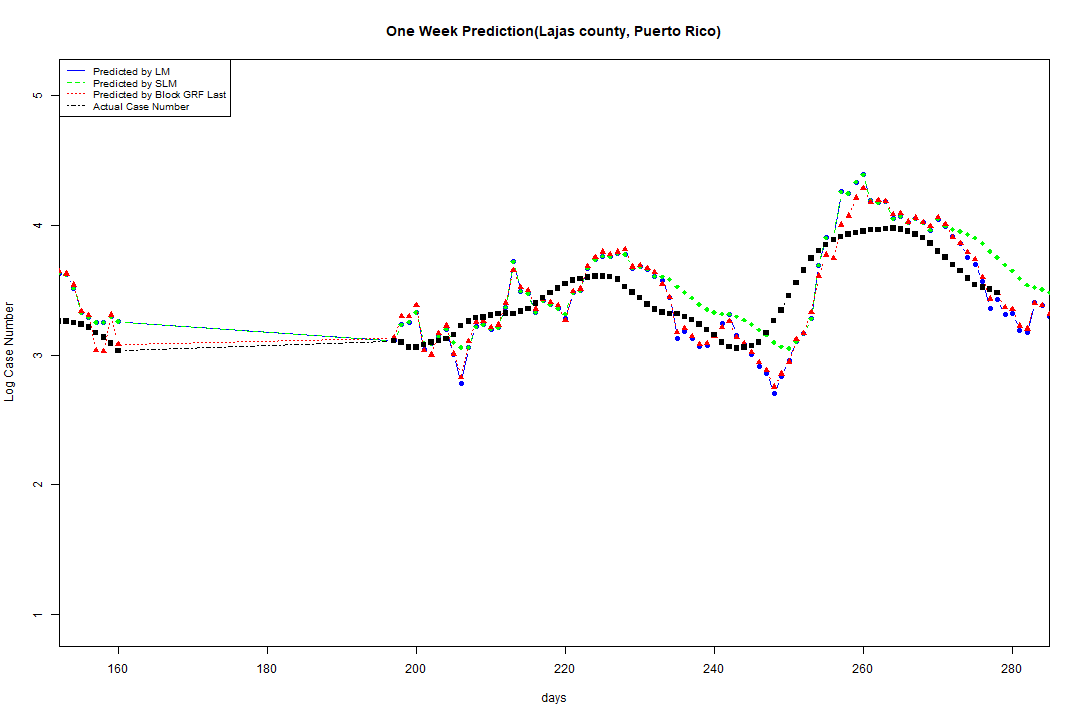 One Week Prediction(Lajas county, Puerto Rico)
Predicted by LM
Predicted by SLM
Predicted by Block GRF Last
Actual Case Number
5
4
3
2
1
Log Case Number
160 180 200 220 240 260 280
days